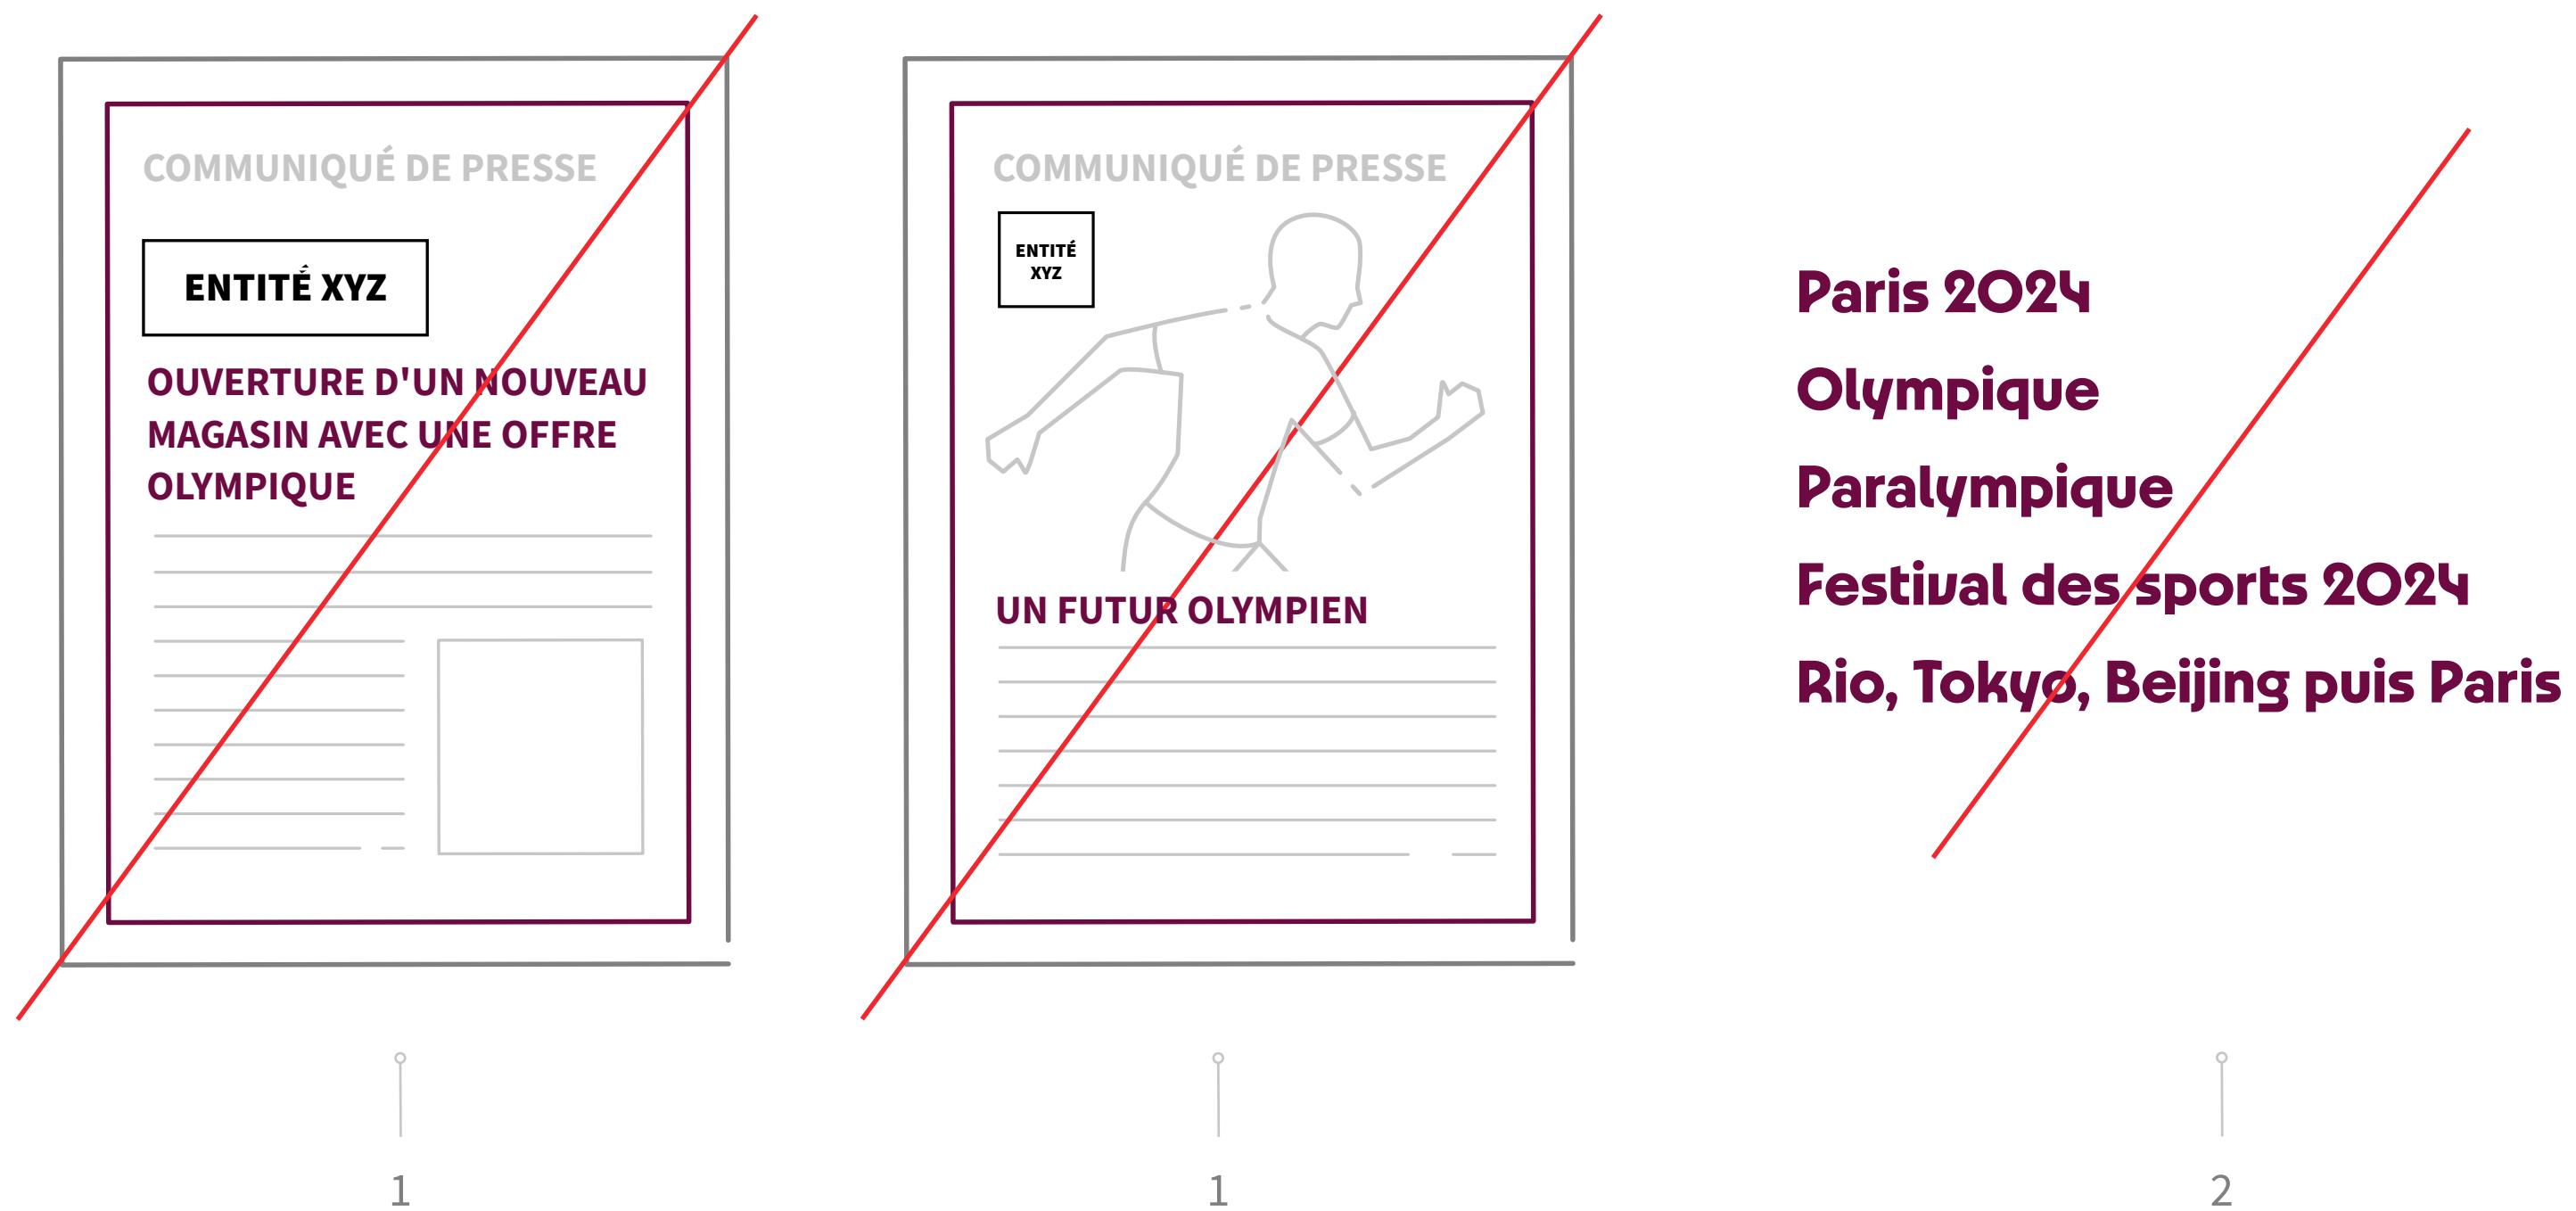 COMMUNIQUÉ DE PRESSE
ENTITÉ XYZ
OUVERTURE D'UN NOUVEAU
MAGASIN AVEC UNE OFFRE
OLYMPIQUE
1
COMMUNIQUÉ DE PRESSE
ENTITÉ
XYZ
UN FUTUR OLYMPIEN
1
Paris 2024
Olympique
Paralympique
Festival des sports 2024
Rio, Tokyo, Beijing puis Paris
2